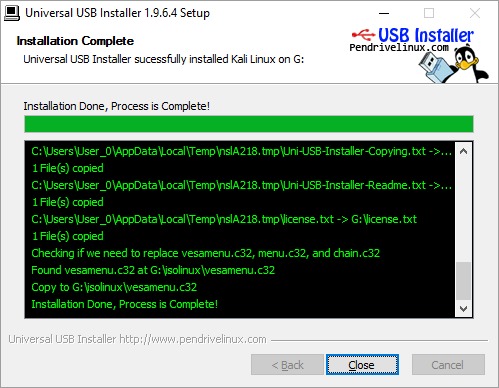 Universal USB Installer 1.9.6.4 Setup
Installation Complete
Universal USB Installer sucessfully installed Kali Linux on G:
USB Installer
Pendrivelinux.com
Installation Done, Process is Complete!
C:\Users\User_0\AppData\Local\Temp\nslA218.tmp\Uni-USB-Installer-Copying.txt ->...
1 File(s) copied
C:\Users\User_0\AppData\Local\Temp\nslA218.tmp\Uni-USB-Installer-Readme.txt ->...
1 File(s) copied
C:\Users\User_0\AppData\Local\Temp\nslA218.tmp\license.txt -> G:\license.txt
1 File(s) copied
Checking if we need to replace vesamenu.c32, menu.c32, and chain.c32
Found vesamenu.c32 at G:\isolinux\vesamenu.c32
Copy to G:\isolinux\vesamenu.c32
Installation Done, Process is Complete!
Universal USB Installer http://www.pendrivelinux.com
< Back Close Cancel